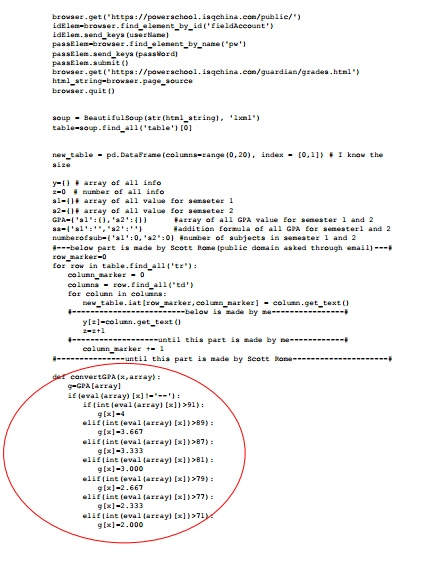 browser.get('https://powerschool.isqchina.com/public/')
idElem=browser.find_element_by_id('fieldAccount')
idElem.send_keys(userName)
passElem=browser.find_element_by_name('pw')
passElem.send_keys(passWord)
passElem.submit()
browser.get('https://powerschool.isqchina.com/guardian/grades.html')
html_string=browser.page_source
browser.quit()
soup = BeautifulSoup(str(html_string), 'lxml')
table=soup.find_all('table')[0]
new_table = pd.DataFrame(columns=range(0,20), index = [0,1]) # I know the
size
y={} # array of all info
z=0 # number of all info
s1={}# array of all value for semseter 1
s2={}# array of all value for semseter 2
GPA={'s1':{},'s2':{}} #array of all GPA value for semester 1 and 2
ss={'s1':'','s2':''} #addition formula of all GPA for semester1 and 2
numberofsub={'s1':0,'s2':0} #number of subjects in semester 1 and 2
#---below part is made by Scott Rome(public domain asked through email)---#
row_marker=0
for row in table.find_all('tr'):
    column_marker = 0
    columns = row.find_all('td')
    for column in columns:
        new_table.iat[row_marker,column_marker] = column.get_text()
    #-----------------------below is made by me---------------#
        y[z]=column.get_text()
        z=z+1
    #------------------until this part is made by me-----------#
        column_marker += 1
#--------------until this part is made by Scott Rome--------------------#
def convertGPA(x,array):
    g=GPA[array]
    if(eval(array)[x]!='--'):
        if(int(eval(array)[x])>91):
            g[x]=4
        elif(int(eval(array)[x])>89):
            g[x]=3.667
        elif(int(eval(array)[x])>87):
            g[x]=3.333
        elif(int(eval(array)[x])>81):
            g[x]=3.000
        elif(int(eval(array)[x])>79):
            g[x]=2.667
        elif(int(eval(array)[x])>77):
            g[x]=2.333
        elif(int(eval(array)[x])>71):
            g[x]=2.000